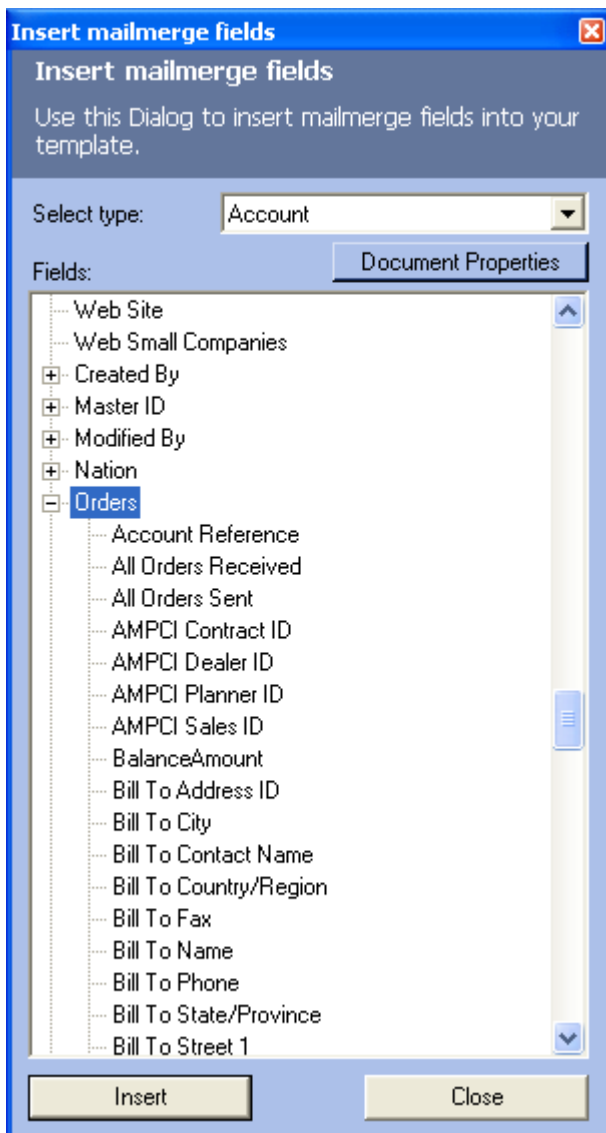 Insert mailmerge fields
Insert mailmerge fields
Use this Dialog to insert mailmerge fields into your
template.
Select type:
Account
Document Properties
Fields:
Web Site
Web Small Companies
Created By
Master ID
Modified By
Nation
Orders
Account Reference
All Orders Received
All Orders Sent
AMPCI Contract ID
AMPCI Dealer ID
AMPCI Planner ID
AMPCI Sales ID
BalanceAmount
Bill To Address ID
Bill To City
Bill To Contact Name
Bill To Country/Region
Bill To Fax
Bill To Name
Bill To Phone
Bill To State/Province
Bill To Street 1
Insert
Close